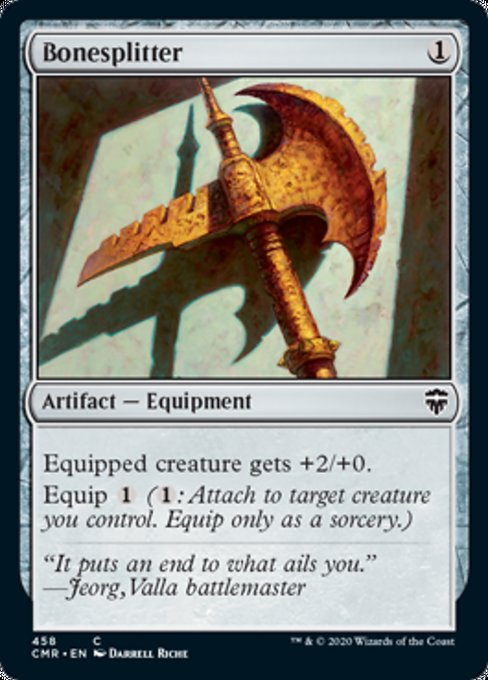 Bonesplitter 1
Artifact — Equipment
Equipped creature gets +2/+0.
Equip 1 (1: Attach to target creature
you control. Equip only as a sorcery.)
“It puts an end to what ails you.”
—Jeorg, Valla battlemaster
458 C
CMR • EN DARRELL RICHE
™ & © 2020 Wizards of the Coast